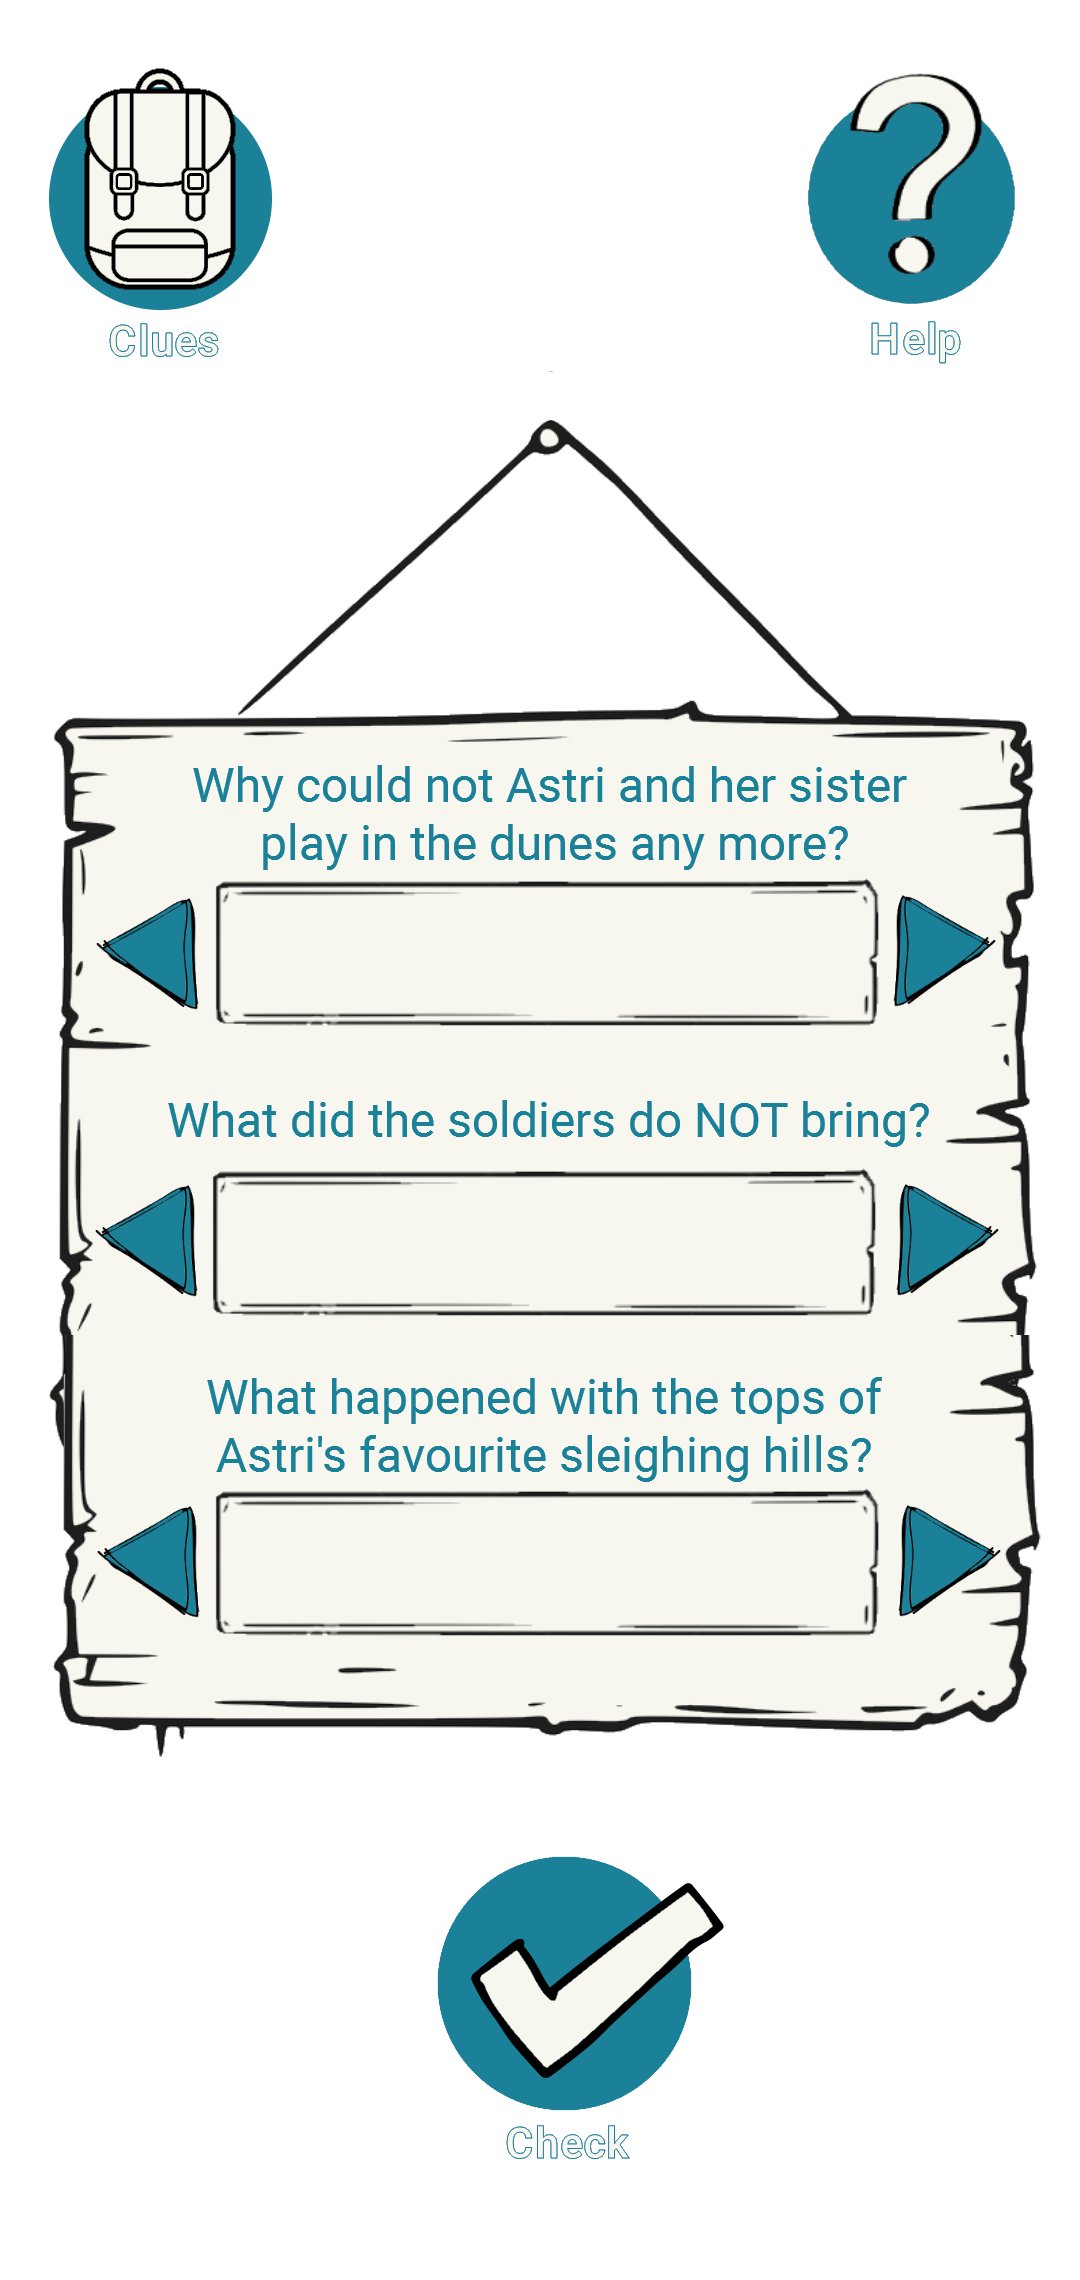 Clues
Help
Why could not Astri and her sister
play in the dunes any more?
What did the soldiers do NOT bring?
What happened with the tops of
Astri's favourite sleighing hills?
Check